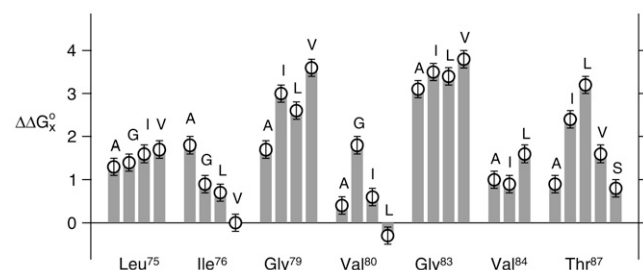 4
3
2
1
0
ΔΔG°x
A G I V
A G L V
A I L V
A G I L
A I L V
A I L
A I L V S
Leu75 Ile76 Gly79 Val80 Gly83 Val84 Thr87